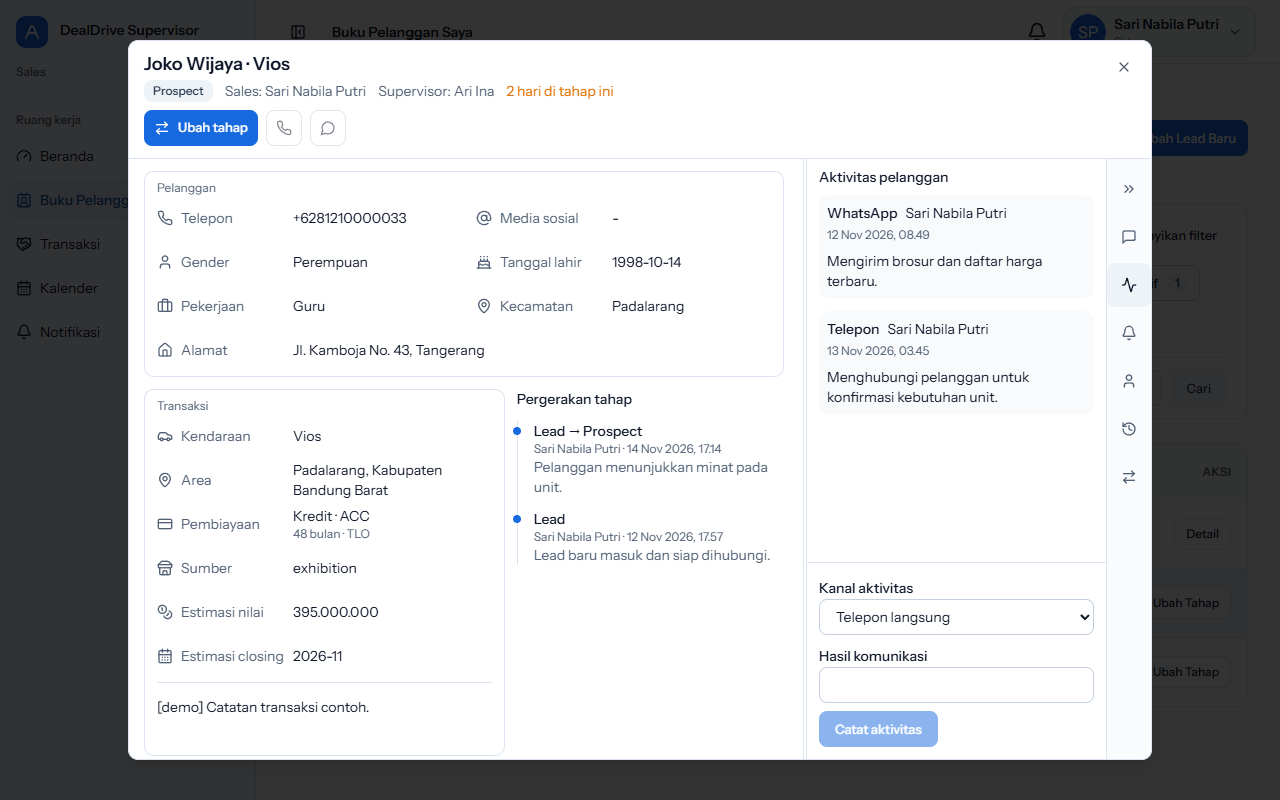 DealDrive Supervisor
Buku Pelanggan Saya
SP
Sari Nabila Putri
Sales
Ruang kerja
Beranda
Buku Pelangg
Transaksi
Kalender
Notifikasi
Joko Wijaya · Vios
Prospect
Sales: Sari Nabila Putri
Supervisor: Ari Ina
2 hari di tahap ini
Ubah tahap
Pelanggan
Telepon
+6281210000033
Media sosial
-
Gender
Perempuan
Tanggal lahir
1998-10-14
Pekerjaan
Guru
Kecamatan
Padalarang
Alamat
Jl. Kamboja No. 43, Tangerang
Transaksi
Kendaraan
Vios
Area
Padalarang, Kabupaten
Bandung Barat
Pembiayaan
Kredit · ACC
48 bulan · TLO
Sumber
exhibition
Estimasi nilai
395.000.000
Estimasi closing
2026-11
[demo] Catatan transaksi contoh.
Pergerakan tahap
Lead → Prospect
Sari Nabila Putri · 14 Nov 2026, 17.14
Pelanggan menunjukkan minat pada
unit.
Lead
Sari Nabila Putri · 12 Nov 2026, 17.57
Lead baru masuk dan siap dihubungi.
Aktivitas pelanggan
WhatsApp Sari Nabila Putri
12 Nov 2026, 08.49
Mengirim brosur dan daftar harga
terbaru.
Telepon Sari Nabila Putri
13 Nov 2026, 03.45
Menghubungi pelanggan untuk
konfirmasi kebutuhan unit.
Kanal aktivitas
Telepon langsung
Hasil komunikasi
Catat aktivitas
bah Lead Baru
nyikan filter
if 1
Cari
AKSI
Detail
Ubah Tahap
Ubah Tahap